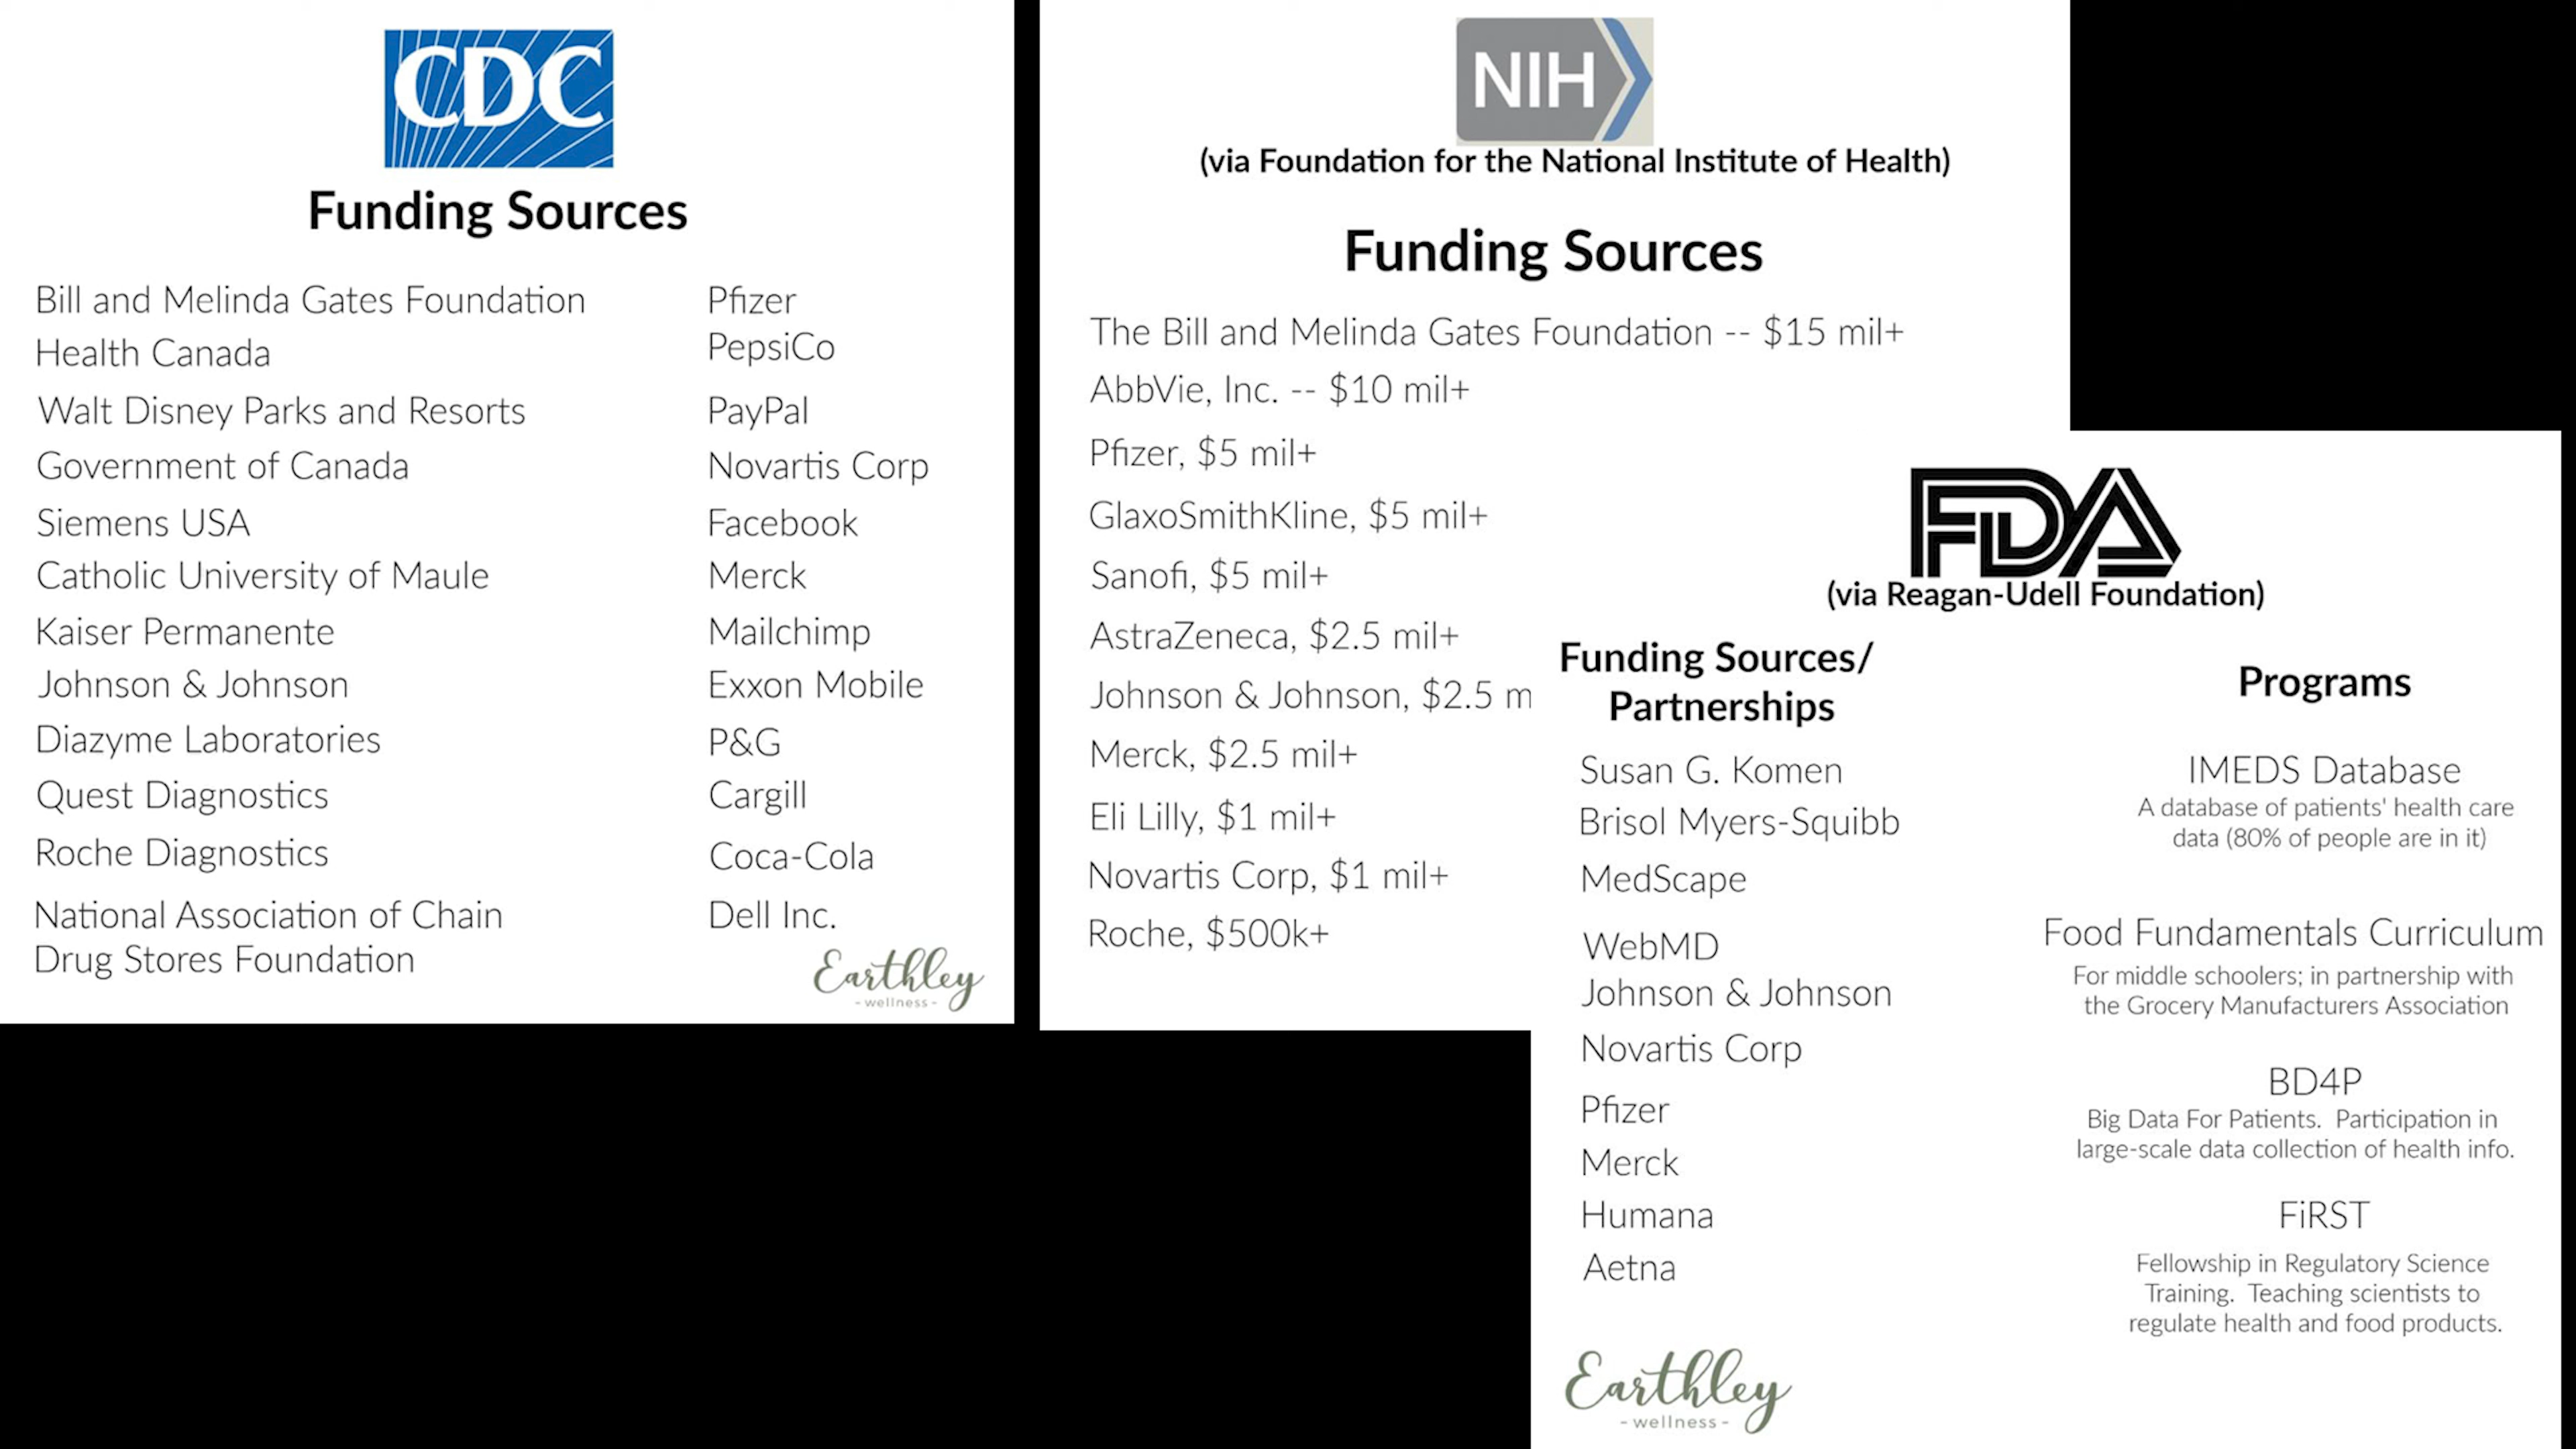 CDC
Funding Sources
Bill and Melinda Gates Foundation
Health Canada
Walt Disney Parks and Resorts
Government of Canada
Siemens USA
Catholic University of Maule
Kaiser Permanente
Johnson & Johnson
Diazyme Laboratories
Quest Diagnostics
Roche Diagnostics
National Association of Chain
Drug Stores Foundation
Pfizer
PepsiCo
PayPal
Novartis Corp
Facebook
Merck
Mailchimp
Exxon Mobile
P&G
Cargill
Coca-Cola
Dell Inc.
Earthley
- wellness -
NIH
(via Foundation for the National Institute of Health)
Funding Sources
The Bill and Melinda Gates Foundation -- $15 mil+
AbbVie, Inc. -- $10 mil+
Pfizer, $5 mil+
GlaxoSmithKline, $5 mil+
Sanofi, $5 mil+
AstraZeneca, $2.5 mil+
Johnson & Johnson, $2.5 m
Merck, $2.5 mil+
Eli Lilly, $1 mil+
Novartis Corp, $1 mil+
Roche, $500k+
FDA
(via Reagan-Udell Foundation)
Funding Sources/
Partnerships
Susan G. Komen
Brisol Myers-Squibb
MedScape
WebMD
Johnson & Johnson
Novartis Corp
Pfizer
Merck
Humana
Aetna
Programs
IMEDS Database
A database of patients' health care
data (80% of people are in it)
Food Fundamentals Curriculum
For middle schoolers; in partnership with
the Grocery Manufacturers Association
BD4P
Big Data For Patients. Participation in
large-scale data collection of health info.
FiRST
Fellowship in Regulatory Science
Training. Teaching scientists to
regulate health and food products.
Earthley
- wellness -